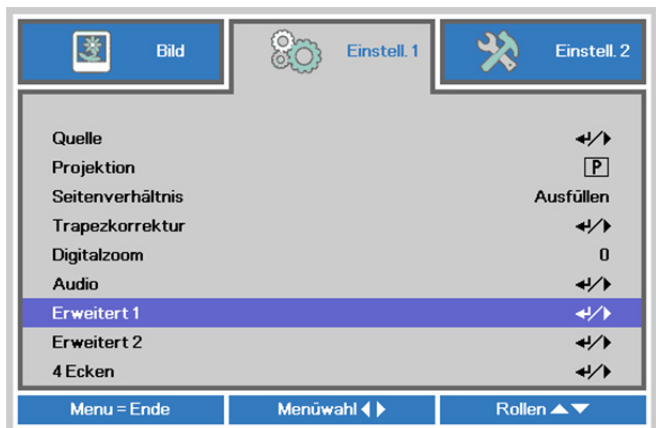 Bild Einstell. 1 Einstell. 2
Quelle
Projektion P
Seitenverhältnis Ausfüllen
Trapezkorrektur
Digitalzoom 0
Audio
Erweitert 1
Erweitert 2
4 Ecken
Menu = Ende Menüwahl Rollen